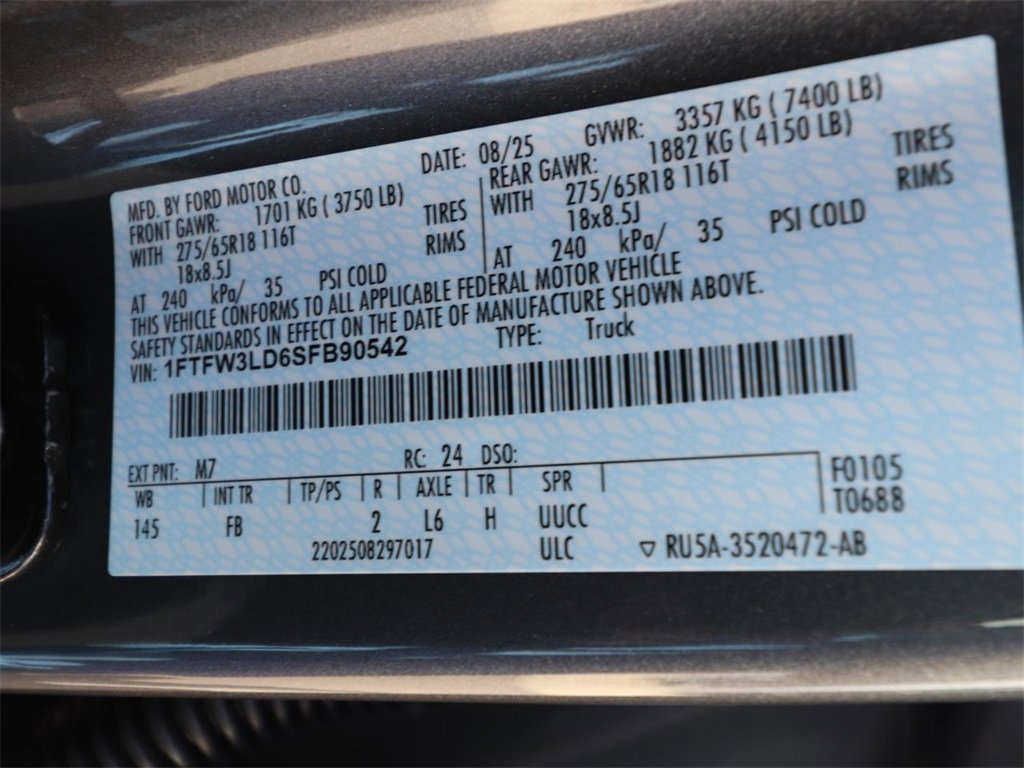 MFD. BY FORD MOTOR CO. DATE: 08/25 GVWR: 3357 KG ( 7400 LB)
FRONT GAWR: 1701 KG ( 3750 LB) REAR GAWR: 1882 KG ( 4150 LB)
WITH 275/65R18 116T TIRES WITH 275/65R18 116T TIRES
18x8.5J RIMS 18x8.5J RIMS
AT 240 kPa/ 35 PSI COLD AT 240 kPa/ 35 PSI COLD
THIS VEHICLE CONFORMS TO ALL APPLICABLE FEDERAL MOTOR VEHICLE
SAFETY STANDARDS IN EFFECT ON THE DATE OF MANUFACTURE SHOWN ABOVE.
VIN: 1FTFW3LD6SFB90542 TYPE: Truck
EXT PNT: M7 RC: 24 DSO: F0105
WB INT TR TP/PS R AXLE TR SPR T0688
145 FB 2 L6 H UUCC
2202508297017 ULC ▽ RU5A-3520472-AB